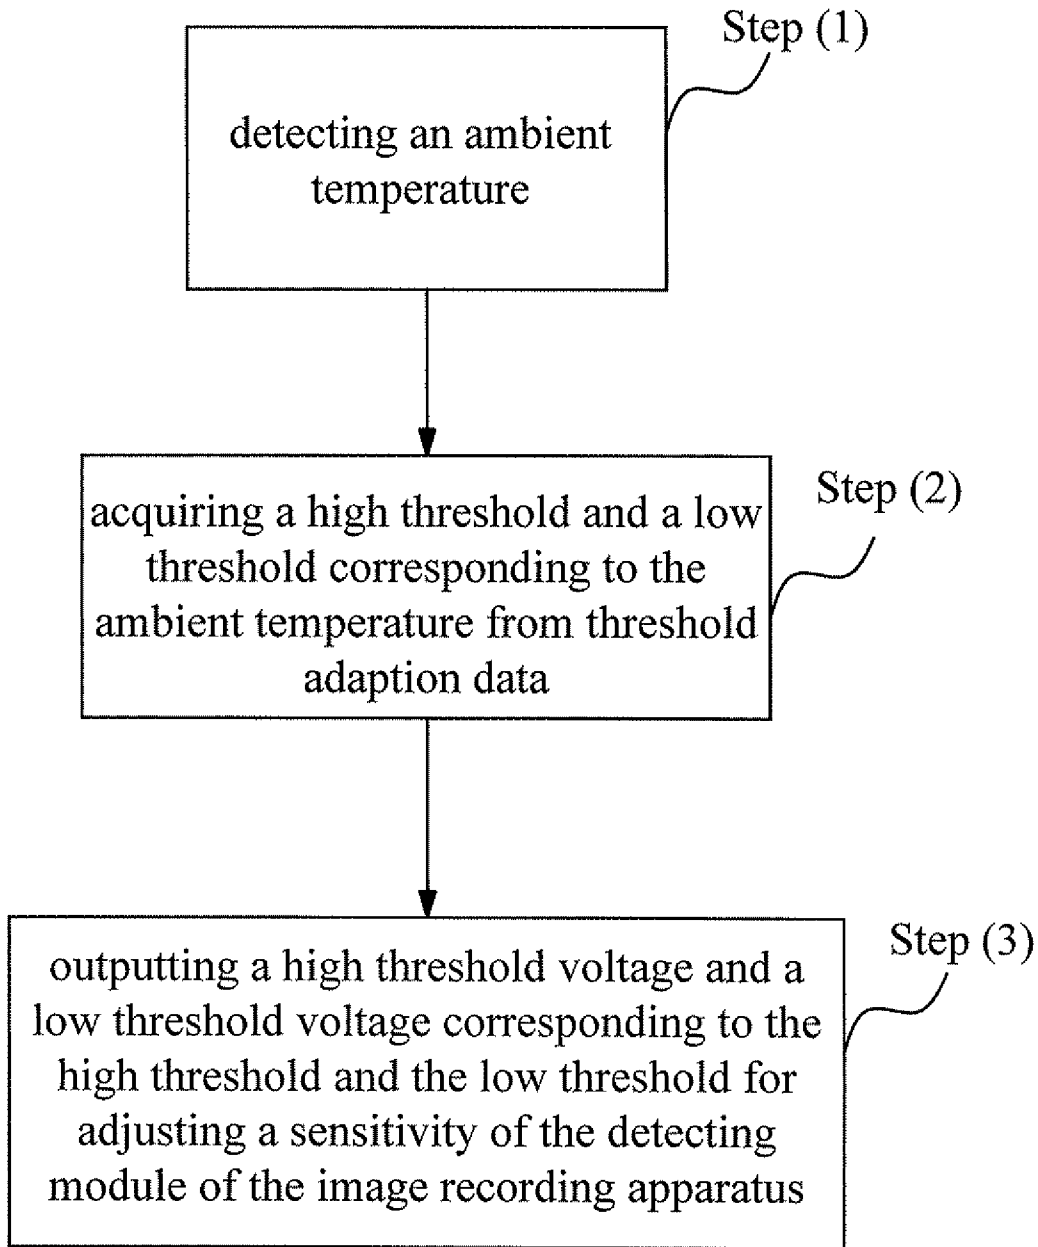 Step (1)
detecting an ambient
temperature
Step (2)
acquiring a high threshold and a low
threshold corresponding to the
ambient temperature from threshold
adaption data
Step (3)
outputting a high threshold voltage and a
low threshold voltage corresponding to the
high threshold and the low threshold for
adjusting a sensitivity of the detecting
module of the image recording apparatus